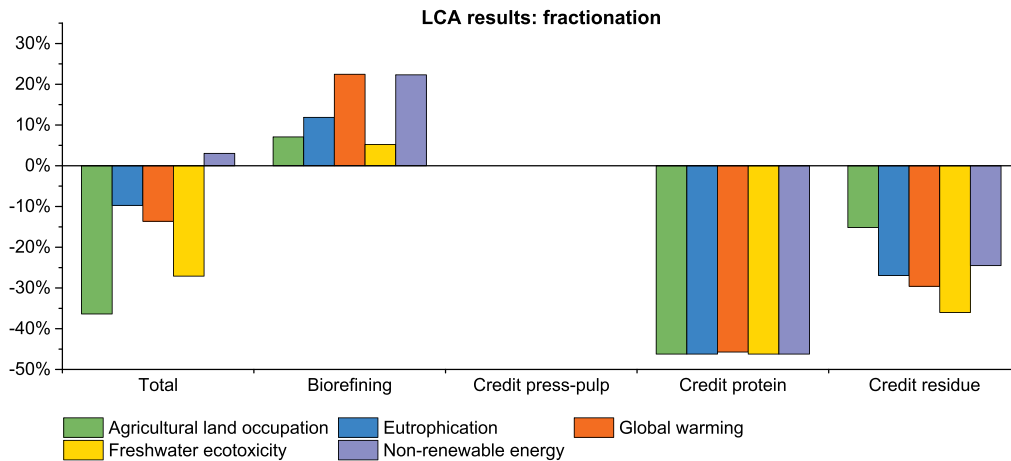 LCA results: fractionation
30%
20%
10%
0%
-10%
-20%
-30%
-40%
-50%
Total Biorefining Credit press-pulp Credit protein Credit residue
Agricultural land occupation Eutrophication Global warming
Freshwater ecotoxicity Non-renewable energy